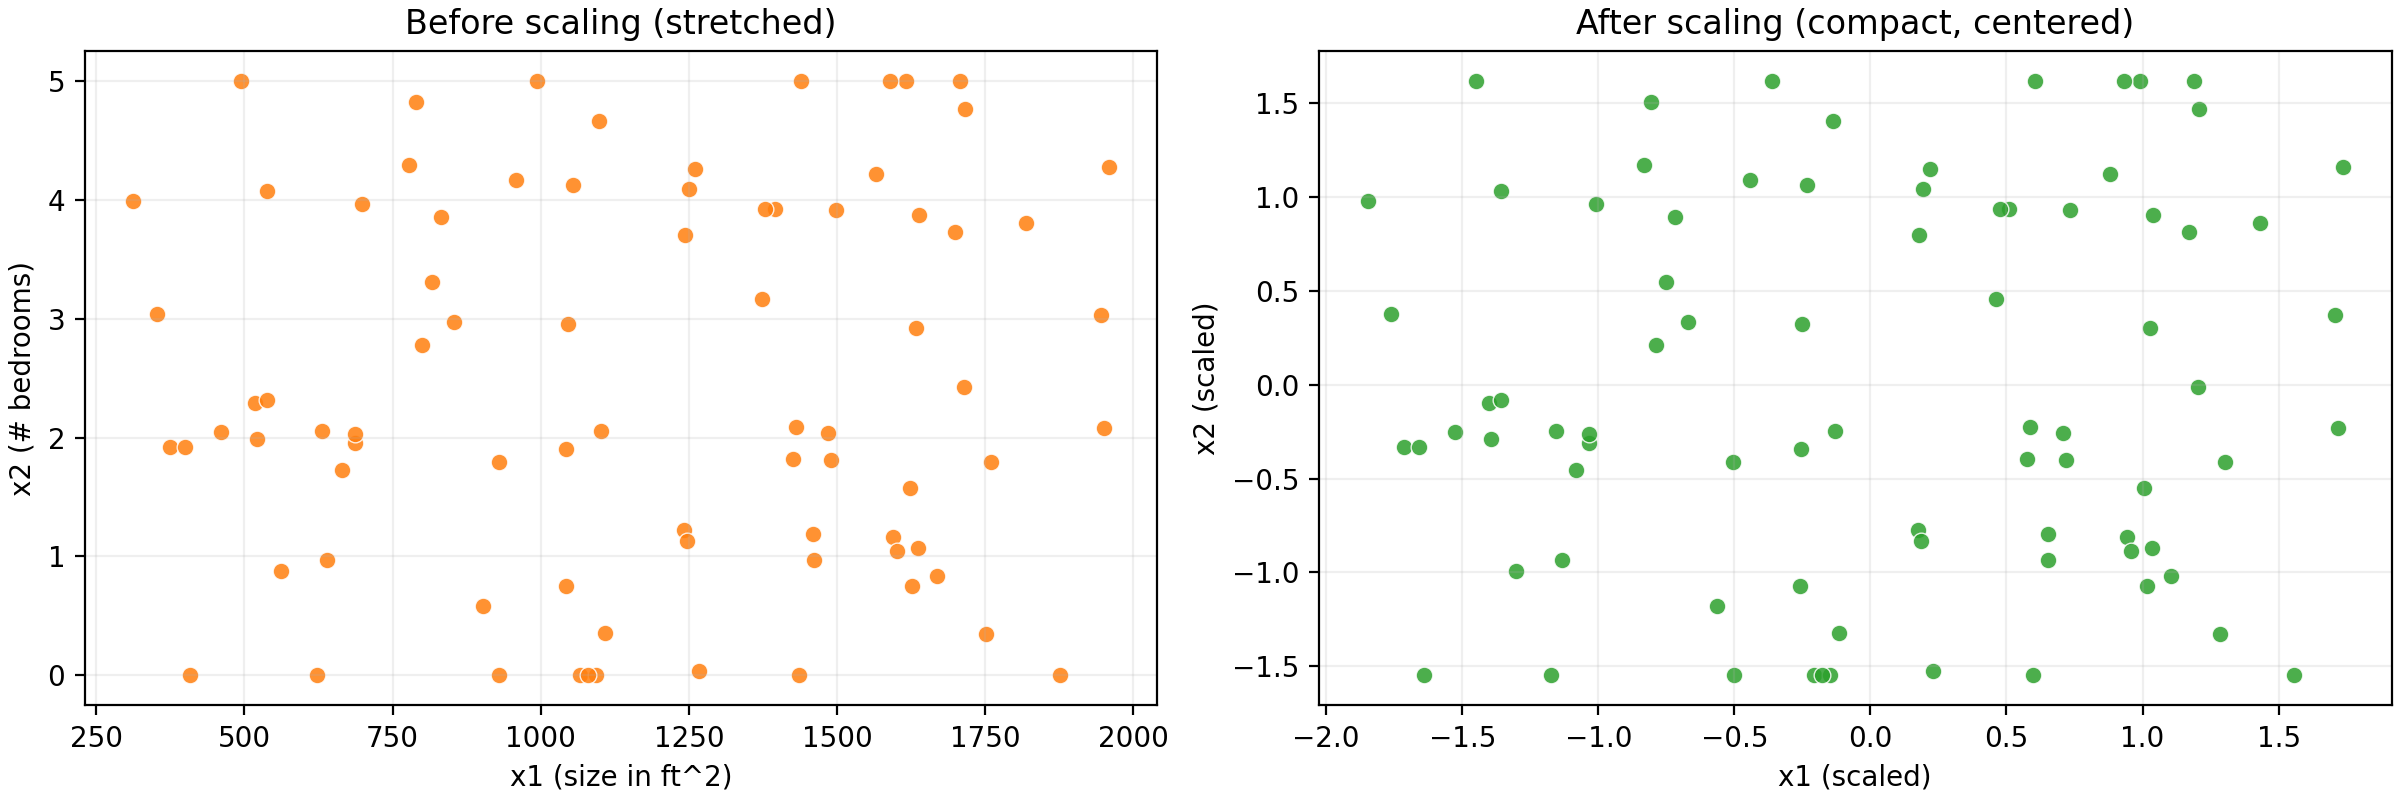 Before scaling (stretched)
5
4
3
2
1
0
x2 (# bedrooms)
250 500 750 1000 1250 1500 1750 2000
x1 (size in ft^2)
After scaling (compact, centered)
1.5
1.0
0.5
0.0
−0.5
−1.0
−1.5
x2 (scaled)
−2.0 −1.5 −1.0 −0.5 0.0 0.5 1.0 1.5
x1 (scaled)